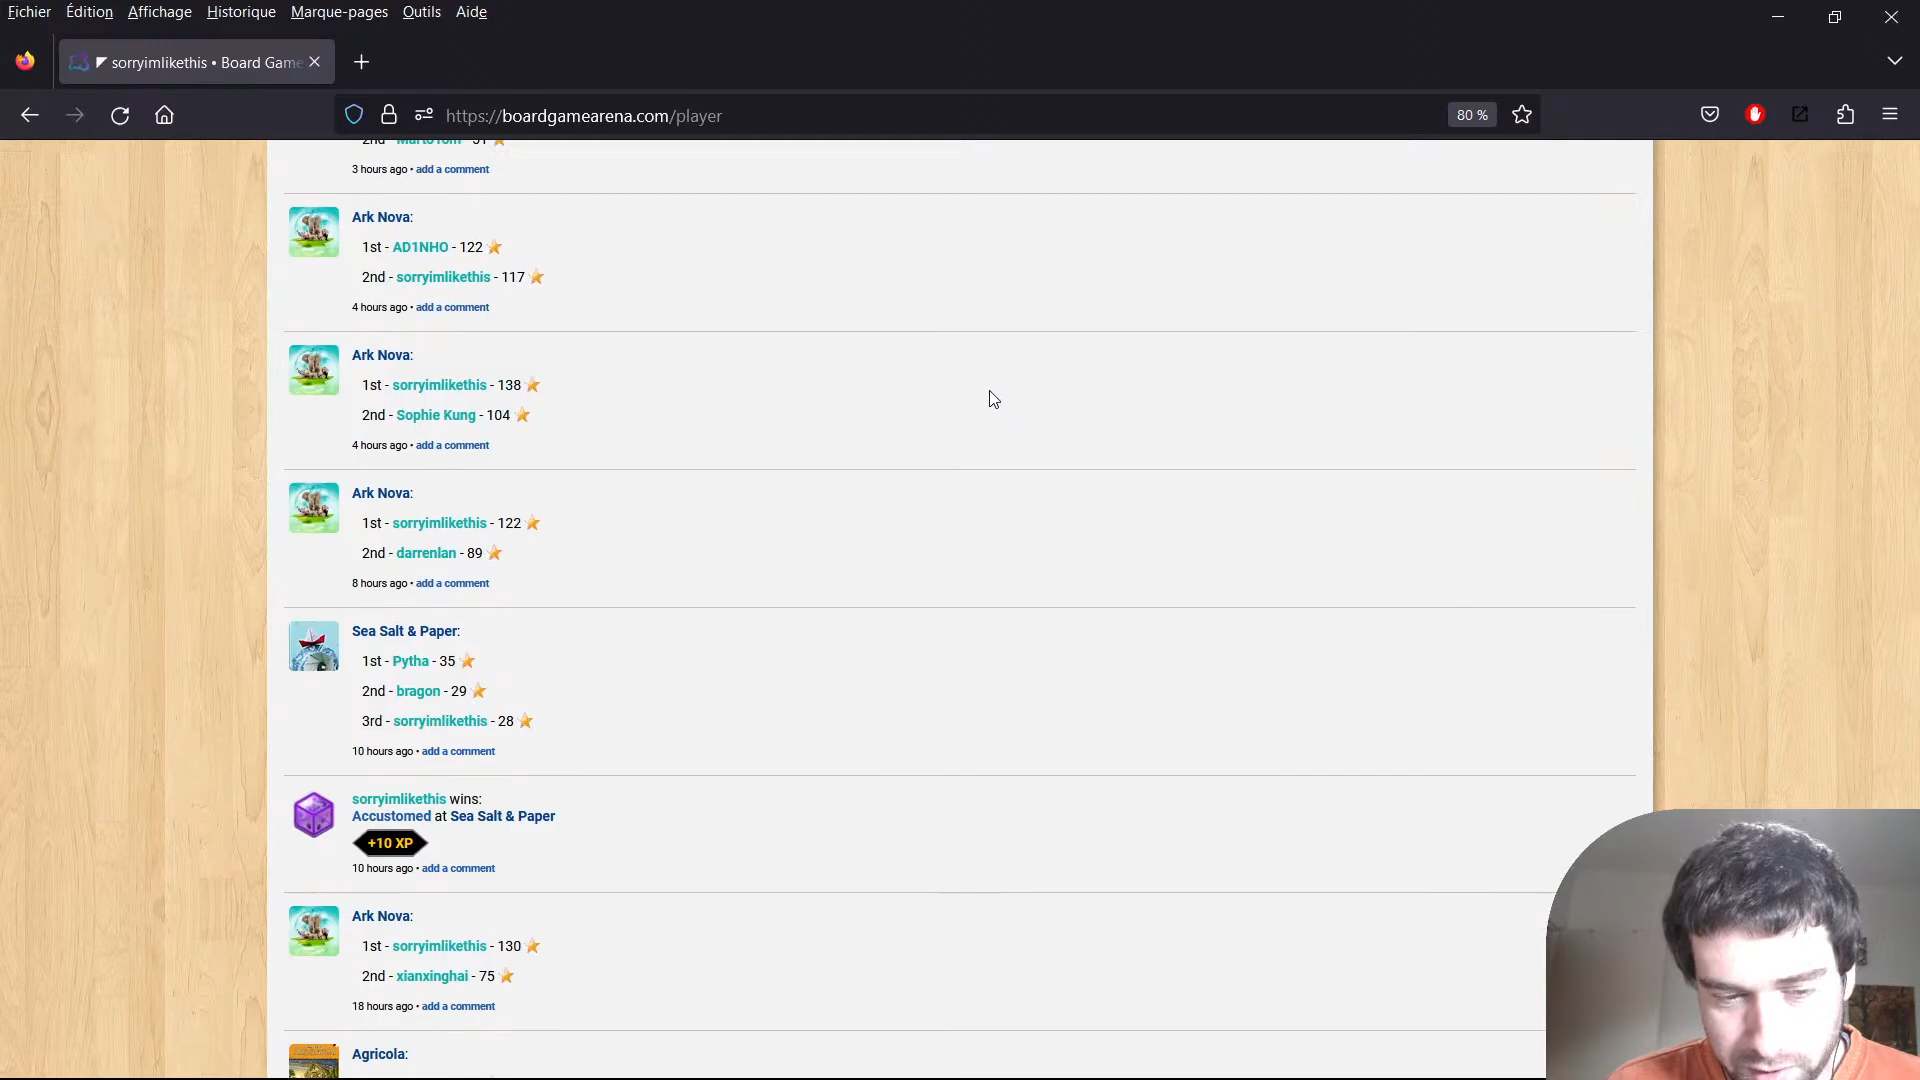 Fichier Édition Affichage Historique Marque-pages Outils Aide
sorryimlikethis • Board Game
https://boardgamearena.com/player
80 %
3 hours ago • add a comment
Ark Nova:
1st - AD1NHO - 122
2nd - sorryimlikethis - 117
4 hours ago • add a comment
Ark Nova:
1st - sorryimlikethis - 138
2nd - Sophie Kung - 104
4 hours ago • add a comment
Ark Nova:
1st - sorryimlikethis - 122
2nd - darrenlan - 89
8 hours ago • add a comment
Sea Salt & Paper:
1st - Pytha - 35
2nd - bragon - 29
3rd - sorryimlikethis - 28
10 hours ago • add a comment
sorryimlikethis wins:
Accustomed at Sea Salt & Paper
+10 XP
10 hours ago • add a comment
Ark Nova:
1st - sorryimlikethis - 130
2nd - xianxinghai - 75
18 hours ago • add a comment
Agricola: